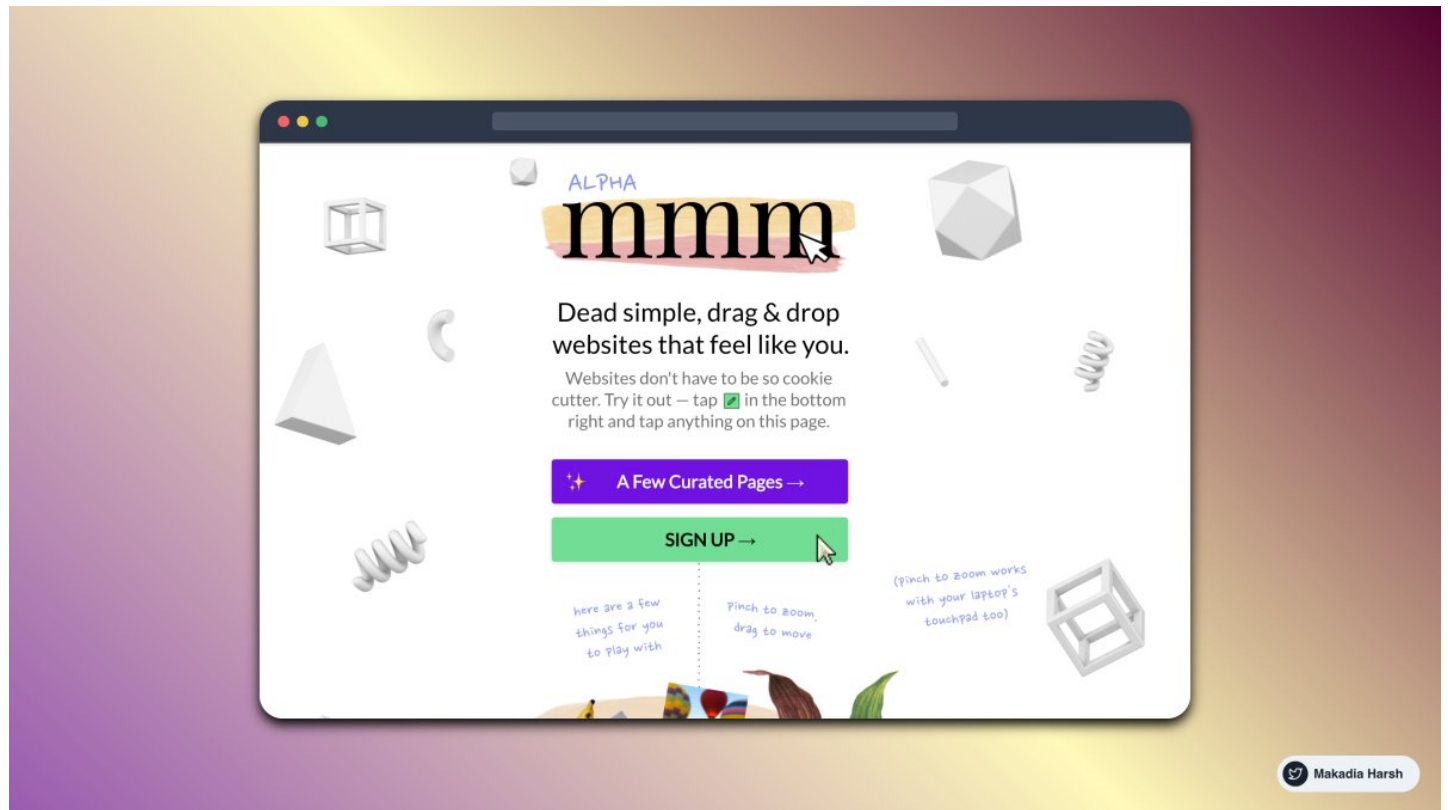 ALPHA
mmm
Dead simple, drag & drop
websites that feel like you.
Websites don't have to be so cookie
cutter. Try it out — tap in the bottom
right and tap anything on this page.
A Few Curated Pages →
SIGN UP →
here are a few
things for you
to play with
Pinch to zoom,
drag to move
(pinch to zoom works
with your laptop's
touchpad too)
Makadia Harsh